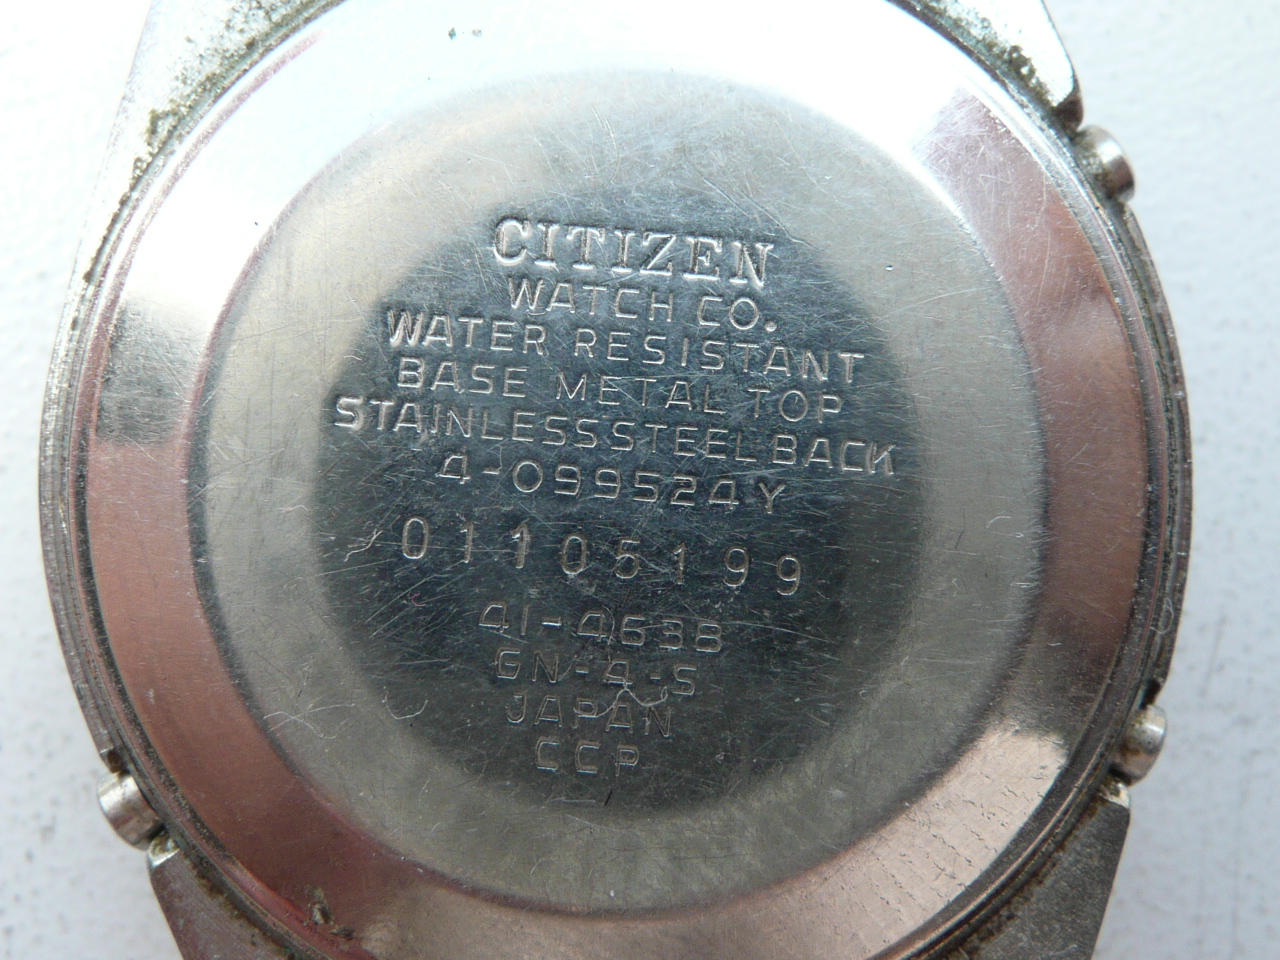 CITIZEN
WATCH CO.
WATER RESISTANT
BASE METAL TOP
STAINLESS STEEL BACK
4-099524Y
01105199
41-4638
GN-4-S
JAPAN
CCP